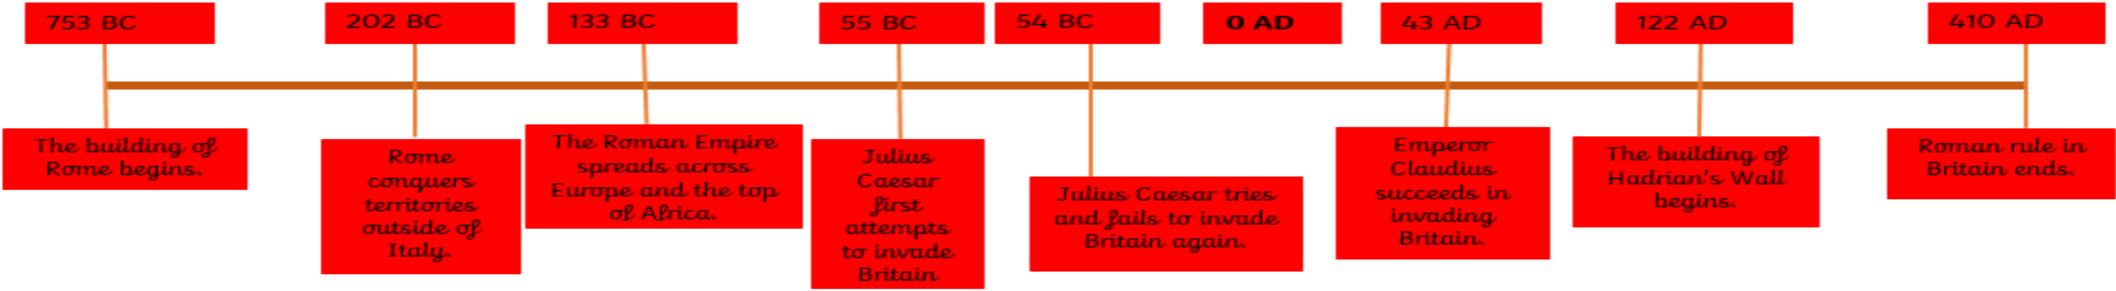 753 BC
202 BC
133 BC
55 BC
54 BC
0 AD
43 AD
122 AD
410 AD
The building of
Rome begins.
Rome
conquers
territories
outside of
Italy.
The Roman Empire
spreads across
Europe and the top
of Africa.
Julius
Caesar
first
attempts
to invade
Britain
Julius Caesar tries
and fails to invade
Britain again.
Emperor
Claudius
succeeds in
invading
Britain.
The building of
Hadrian's Wall
begins.
Roman rule in
Britain ends.